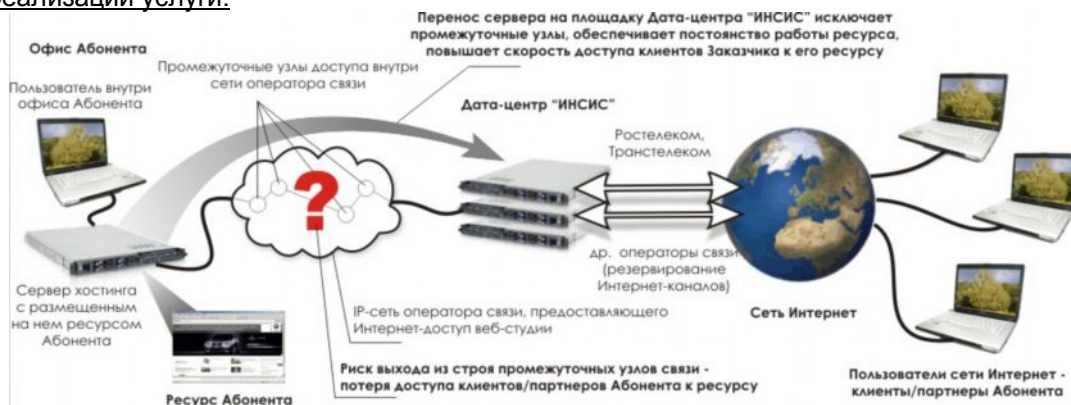 реализации услуги:
Перенос сервера на площадку Дата-центра "ИНСИС" исключает
промежуточные узлы, обеспечивает постоянство работы ресурса,
повышает скорость доступа клиентов Заказчика к его ресурсу
Офис Абонента
Промежуточные узлы доступа внутри
сети оператора связи
Пользователь внутри
офиса Абонента
Дата-центр "ИНСИС"
Ростелеком,
Транстелеком
?
др. операторы связи
(резервирование
Интернет-каналов)
Сервер хостинга
с размещенным
на нем ресурсом
Абонента
IP-сеть оператора связи, предоставляющего
Интернет-доступ веб-студии
Сеть Интернет
Риск выхода из строя промежуточных узлов связи -
потеря доступа клиентов/партнеров Абонента к ресурсу
Ресурс Абонента
Пользователи сети Интернет -
клиенты/партнеры Абонента